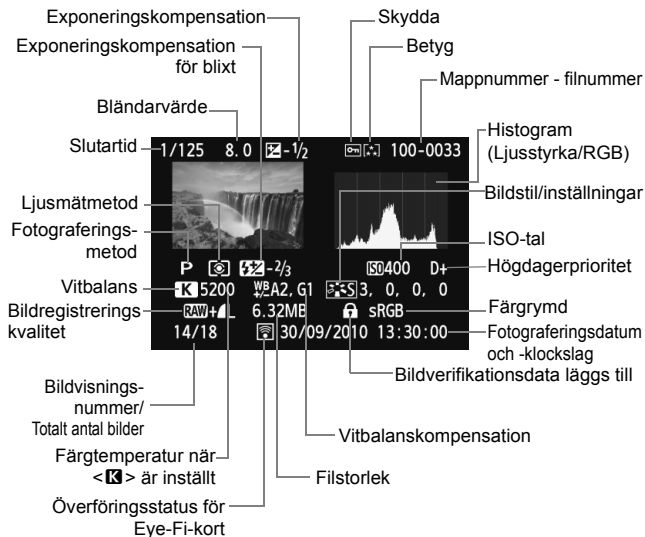 Exponeringskompensation
Skydda
Exponeringskompensation
för blixt
Betyg
Mappnummer - filnummer
Bländarvärde
Slutartid
1/125 8.0 -1/2 100-0033
Histogram
(Ljusstyrka/RGB)
Bildstil/inställningar
Ljusmätmetod
Fotograferings-
metod
ISO-tal
P -2/3 ISO 400 D+
Högdagerprioritet
Vitbalans
K 5200 WB+/- A2, G1 S 3, 0, 0, 0
Bildregistrerings
kvalitet
RAW+ L 6.32MB sRGB
Färgrymd
14/18 30/09/2010 13:30:00
Fotograferingsdatum
och -klockslag
Bildverifikationsdata läggs till
Bildvisnings-
nummer/
Totalt antal bilder
Vitbalanskompensation
Färgtemperatur när
<K> är inställt
Filstorlek
Överföringsstatus för
Eye-Fi-kort